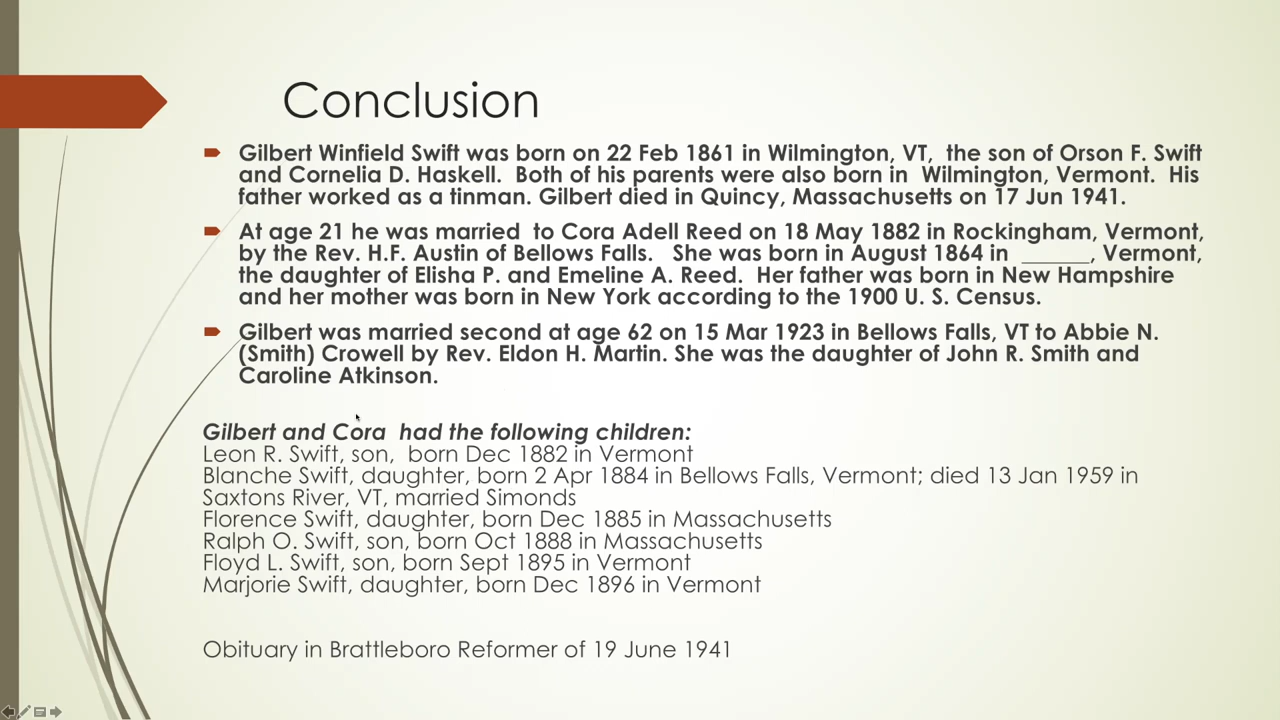 Conclusion
Gilbert Winfield Swift was born on 22 Feb 1861 in Wilmington, VT,  the son of Orson F. Swift
and Cornelia D. Haskell.  Both of his parents were also born in  Wilmington, Vermont.  His
father worked as a tinman. Gilbert died in Quincy, Massachusetts on 17 Jun 1941.
At age 21 he was married  to Cora Adell Reed on 18 May 1882 in Rockingham, Vermont,
by the Rev. H.F. Austin of Bellows Falls.   She was born in August 1864 in  ______, Vermont,
the daughter of Elisha P. and Emeline A. Reed.  Her father was born in New Hampshire
and her mother was born in New York according to the 1900 U. S. Census.
Gilbert was married second at age 62 on 15 Mar 1923 in Bellows Falls, VT to Abbie N.
(Smith) Crowell by Rev. Eldon H. Martin. She was the daughter of John R. Smith and
Caroline Atkinson.
Gilbert and Cora  had the following children:
Leon R. Swift, son,  born Dec 1882 in Vermont
Blanche Swift, daughter, born 2 Apr 1884 in Bellows Falls, Vermont; died 13 Jan 1959 in
Saxtons River, VT, married Simonds
Florence Swift, daughter, born Dec 1885 in Massachusetts
Ralph O. Swift, son, born Oct 1888 in Massachusetts
Floyd L. Swift, son, born Sept 1895 in Vermont
Marjorie Swift, daughter, born Dec 1896 in Vermont
Obituary in Brattleboro Reformer of 19 June 1941